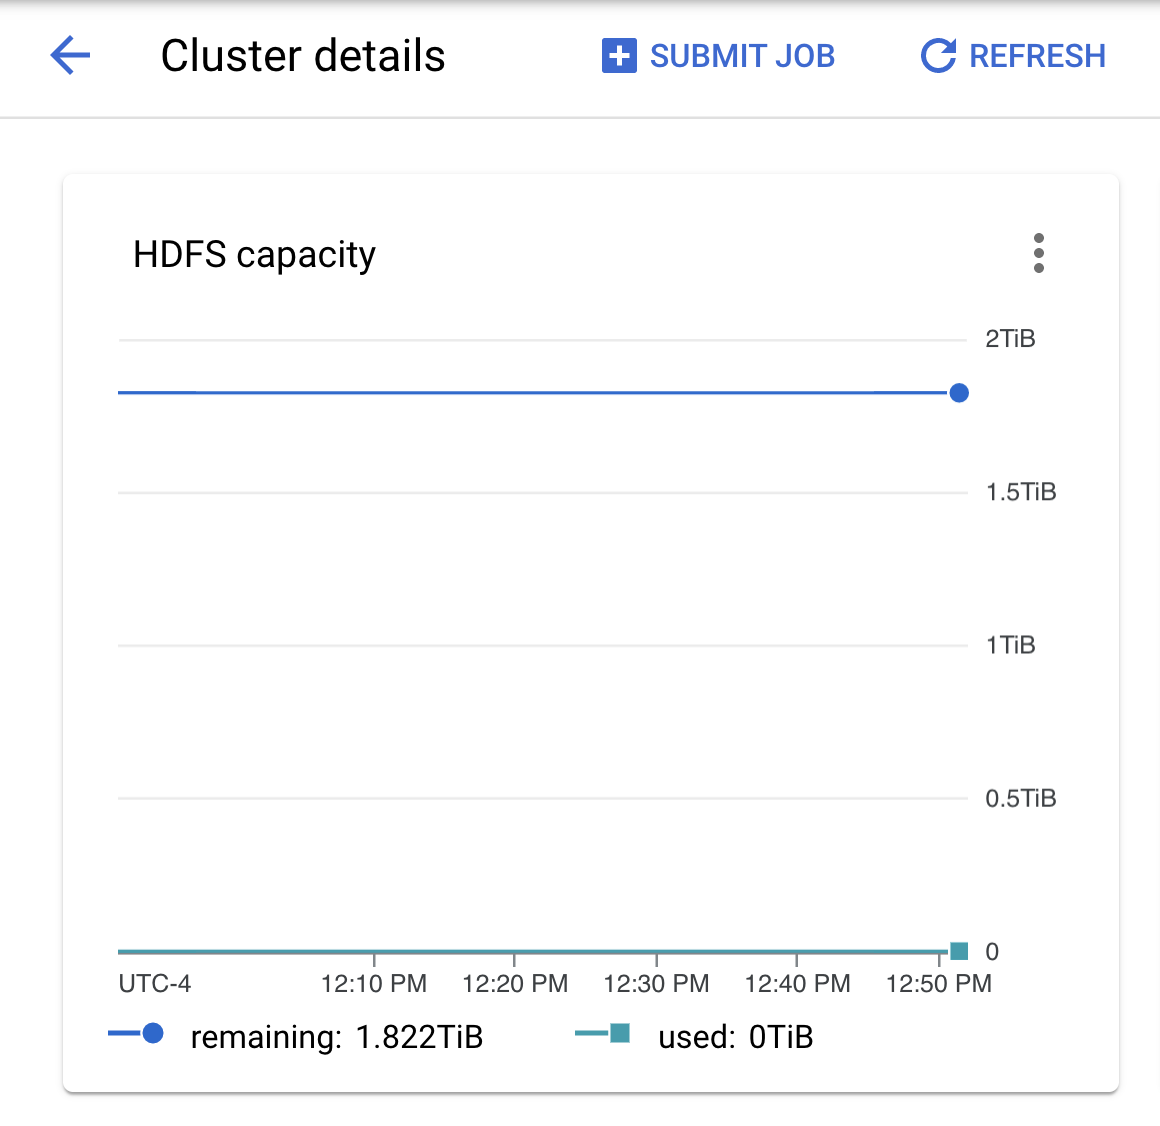 Cluster details SUBMIT JOB REFRESH
HDFS capacity
2TiB
1.5TiB
1TiB
0.5TiB
0
UTC-4 12:10 PM 12:20 PM 12:30 PM 12:40 PM 12:50 PM
remaining: 1.822TiB used: 0TiB